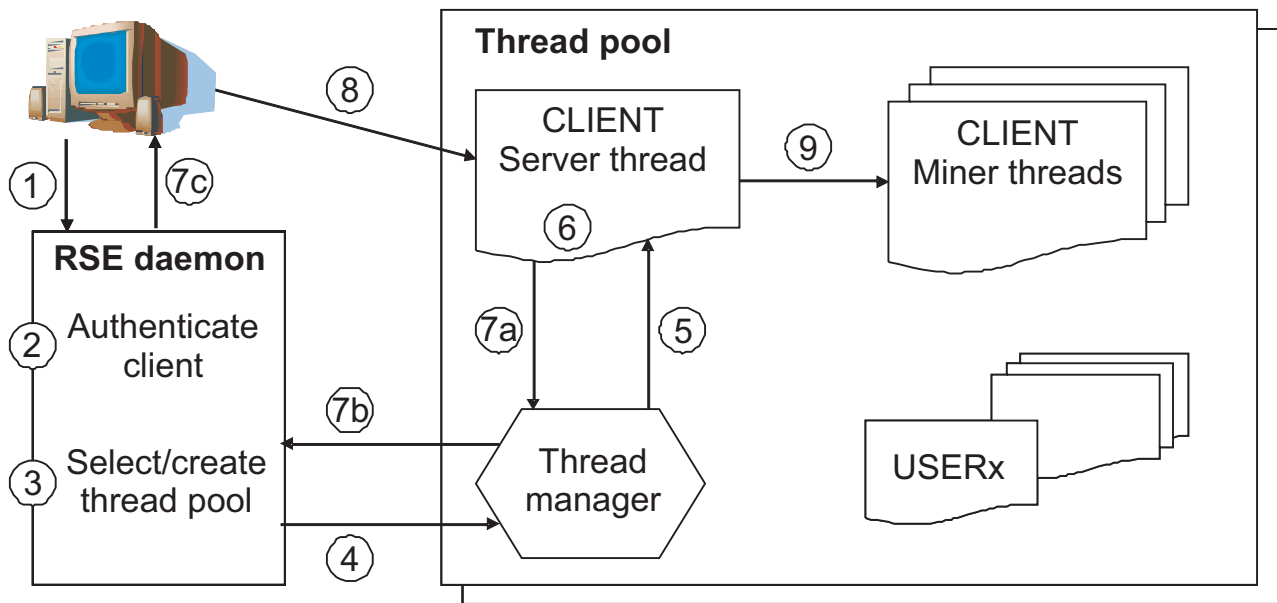 Thread pool
8
CLIENT
Server thread
9
CLIENT
Miner threads
1
7c
6
RSE daemon
2
Authenticate
client
7a
5
7b
3
Select/create
thread pool
Thread
manager
USERx
4